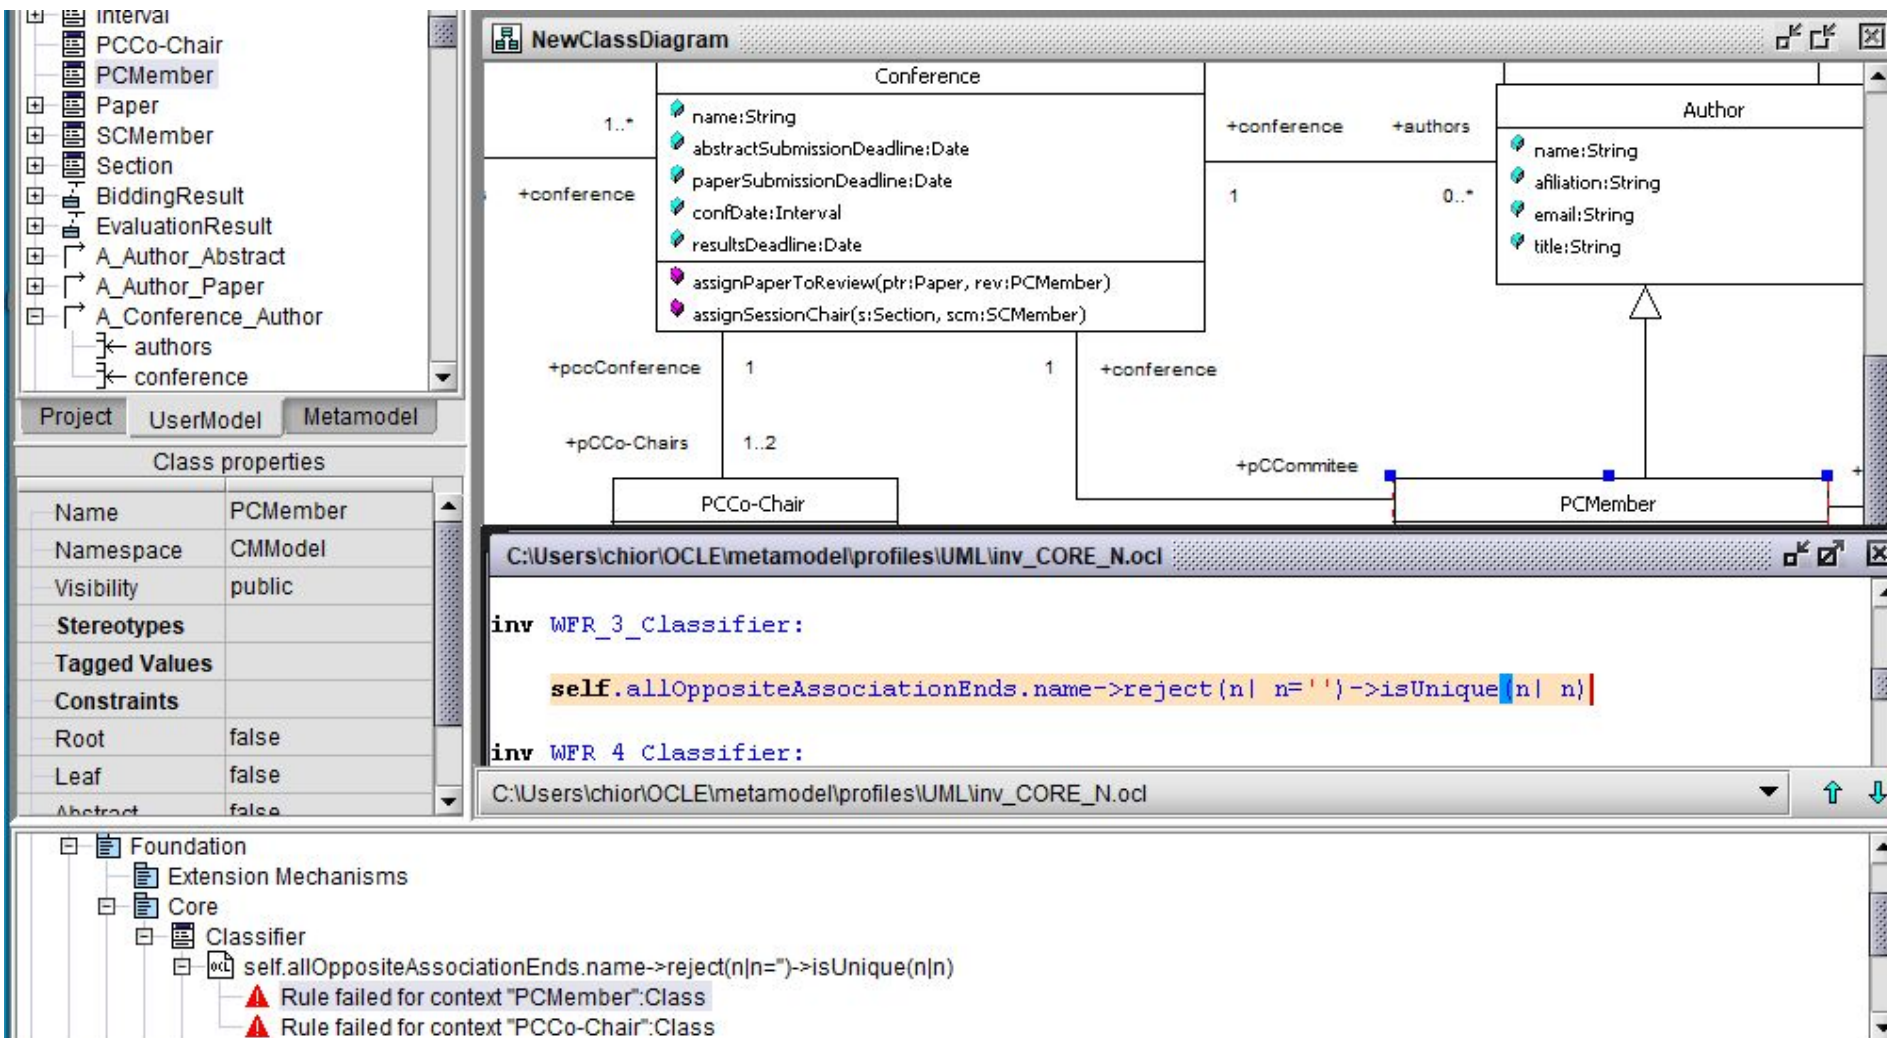 Interval
PCCo-Chair
PCMember
Paper
SCMember
Section
BiddingResult
EvaluationResult
A_Author_Abstract
A_Author_Paper
A_Conference_Author
authors
conference
Project UserModel Metamodel
Class properties
Name PCMember
Namespace CMModel
Visibility public
Stereotypes
Tagged Values
Constraints
Root false
Leaf false
Abstract false
NewClassDiagram
Conference
name:String
abstractSubmissionDeadline:Date
paperSubmissionDeadline:Date
confDate:Interval
resultsDeadline:Date
assignPaperToReview(ptr:Paper, rev:PCMember)
assignSessionChair(s:Section, scm:SCMember)
1..*
+conference
+conference +authors
1 0..*
Author
name:String
afiliation:String
email:String
title:String
+pccConference 1
1 +conference
+pCCo-Chairs 1..2
+pCCommitee
+
PCCo-Chair
PCMember
C:\Users\chior\OCLE\metamodel\profiles\UML\inv_CORE_N.ocl
inv WFR_3_Classifier:
self.allOppositeAssociationEnds.name->reject(n| n='')->isUnique(n| n)
inv WFR_4_Classifier:
C:\Users\chior\OCLE\metamodel\profiles\UML\inv_CORE_N.ocl
Foundation
Extension Mechanisms
Core
Classifier
ocl self.allOppositeAssociationEnds.name->reject(n|n='')->isUnique(n|n)
Rule failed for context "PCMember":Class
Rule failed for context "PCCo-Chair":Class